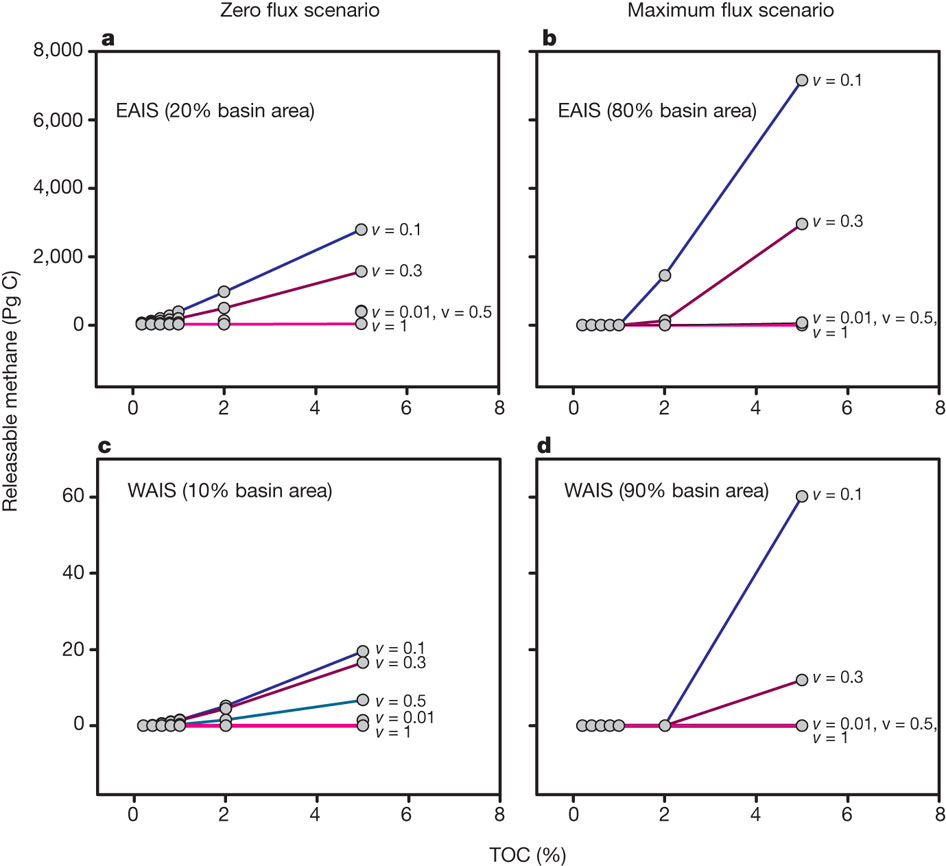 Zero flux scenario
Maximum flux scenario
Releasable methane (Pg C)
a
EAIS (20% basin area)
8,000
6,000
4,000
2,000
0
v = 0.1
v = 0.3
v = 0.01, v = 0.5
v = 1
0 2 4 6 8
b
EAIS (80% basin area)
v = 0.1
v = 0.3
v = 0.01, v = 0.5,
v = 1
0 2 4 6 8
c
WAIS (10% basin area)
60
40
20
0
v = 0.1
v = 0.3
v = 0.5
v = 0.01
v = 1
0 2 4 6 8
d
WAIS (90% basin area)
v = 0.1
v = 0.3
v = 0.01, v = 0.5,
v = 1
0 2 4 6 8
TOC (%)